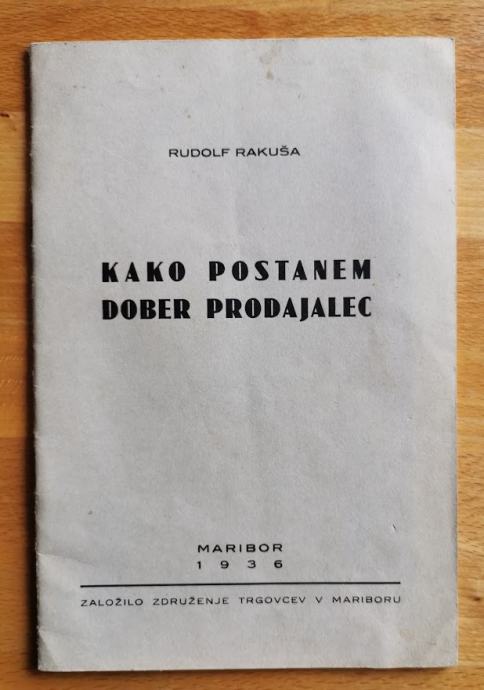 RUDOLF RAKUŠA
KAKO POSTANEM
DOBER PRODAJALEC
MARIBOR
1936
ZALOŽILO ZDRUŽENJE TRGOVCEV V MARIBORU